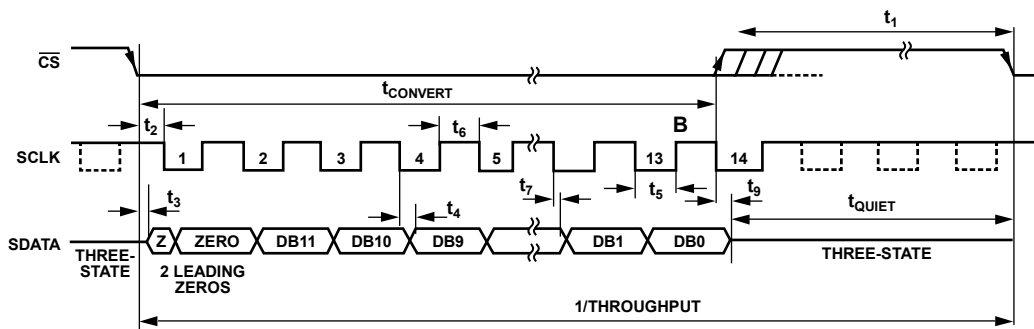 t1
CS
tCONVERT
t2
t6
B
SCLK
1
2
3
4
5
13
14
t3
t4
t7
t5
t9
tQUIET
SDATA
Z
ZERO
DB11
DB10
DB9
DB1
DB0
THREE-
STATE
2 LEADING
ZEROS
THREE-STATE
1/THROUGHPUT